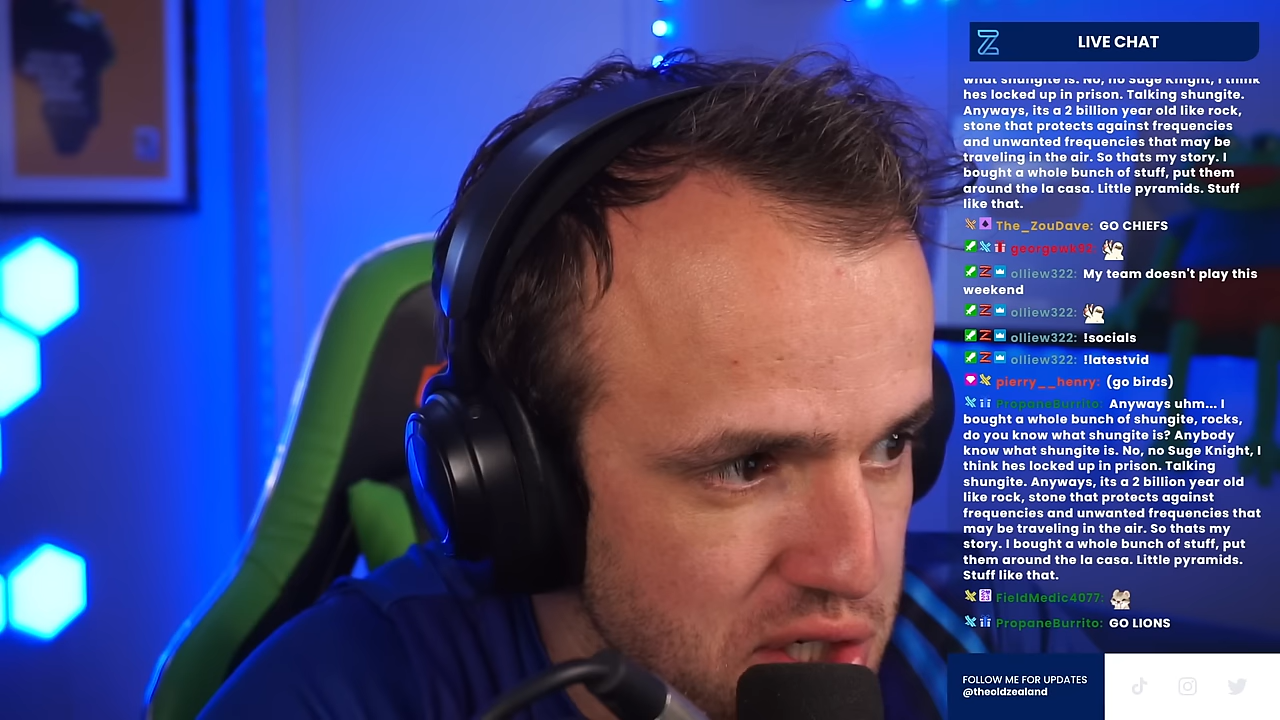 LIVE CHAT
what shungite is. No, no Suge Knight, I think
hes locked up in prison. Talking shungite.
Anyways, its a 2 billion year old like rock,
stone that protects against frequencies
and unwanted frequencies that may be
traveling in the air. So thats my story. I
bought a whole bunch of stuff, put them
around the la casa. Little pyramids. Stuff
like that.
The_ZouDave: GO CHIEFS
olliew322: My team doesn't play this
weekend
olliew322:
olliew322: !socials
olliew322: !latestvid
pierry__henry: (go birds)
PropaneBurrito: Anyways uhm... I
bought a whole bunch of shungite, rocks,
do you know what shungite is? Anybody
know what shungite is. No, no Suge Knight, I
think hes locked up in prison. Talking
shungite. Anyways, its a 2 billion year old
like rock, stone that protects against
frequencies and unwanted frequencies that
may be traveling in the air. So thats my
story. I bought a whole bunch of stuff, put
them around the la casa. Little pyramids.
Stuff like that.
FieldMedic4077:
PropaneBurrito: GO LIONS
FOLLOW ME FOR UPDATES
@theoldzealand